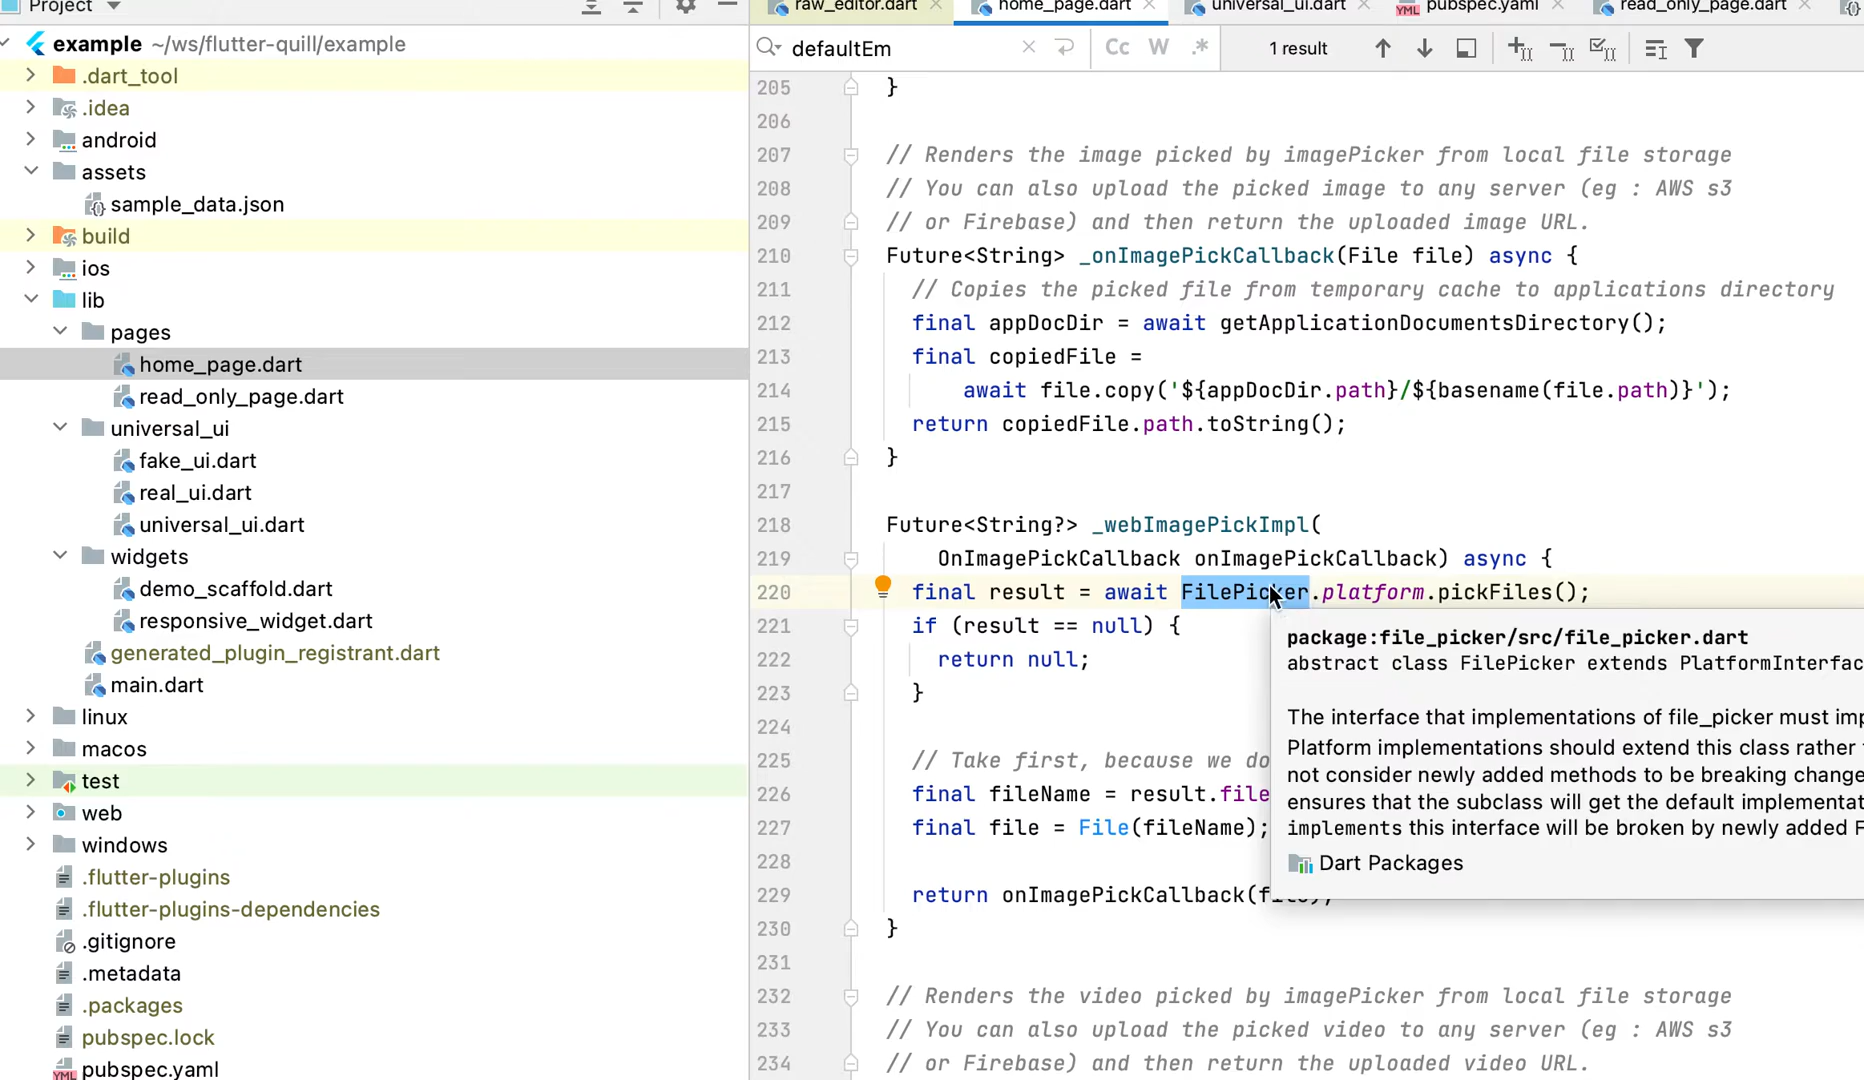 Project
example ~/ws/flutter-quill/example
.dart_tool
.idea
android
assets
sample_data.json
build
ios
lib
pages
home_page.dart
read_only_page.dart
universal_ui
fake_ui.dart
real_ui.dart
universal_ui.dart
widgets
demo_scaffold.dart
responsive_widget.dart
generated_plugin_registrant.dart
main.dart
linux
macos
test
web
windows
.flutter-plugins
.flutter-plugins-dependencies
.gitignore
.metadata
.packages
pubspec.lock
YML pubspec.yaml
raw_editor.dart home_page.dart universal_ui.dart YML pubspec.yaml read_only_page.dart
defaultEm Cc W .* 1 result
205 }
206
207 // Renders the image picked by imagePicker from local file storage
208 // You can also upload the picked image to any server (eg : AWS s3
209 // or Firebase) and then return the uploaded image URL.
210 Future<String> _onImagePickCallback(File file) async {
211 // Copies the picked file from temporary cache to applications directory
212 final appDocDir = await getApplicationDocumentsDirectory();
213 final copiedFile =
214 await file.copy('${appDocDir.path}/${basename(file.path)}');
215 return copiedFile.path.toString();
216 }
217
218 Future<String?> _webImagePickImpl(
219 OnImagePickCallback onImagePickCallback) async {
220 final result = await FilePicker.platform.pickFiles();
221 if (result == null) {
222 return null;
223 }
224
225 // Take first, because we do
226 final fileName = result.file
227 final file = File(fileName);
228
229 return onImagePickCallback(file);
230 }
231
232 // Renders the video picked by imagePicker from local file storage
233 // You can also upload the picked video to any server (eg : AWS s3
234 // or Firebase) and then return the uploaded video URL.
package:file_picker/src/file_picker.dart
abstract class FilePicker extends PlatformInterfac
The interface that implementations of file_picker must imp
Platform implementations should extend this class rather
not consider newly added methods to be breaking change
ensures that the subclass will get the default implementat
implements this interface will be broken by newly added F
Dart Packages